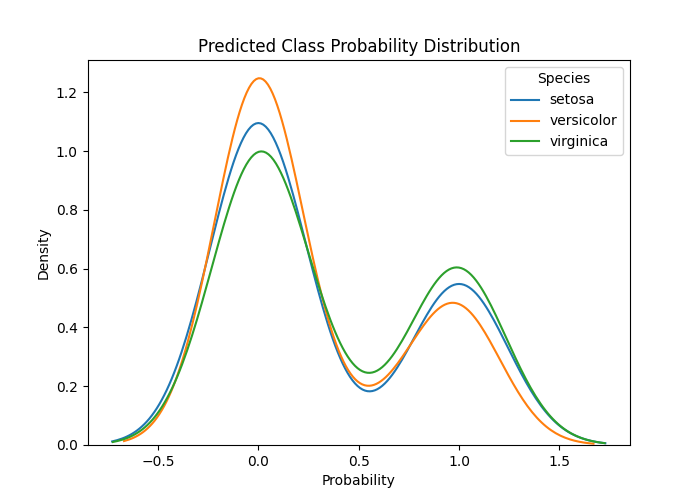 Predicted Class Probability Distribution
Species
setosa
versicolor
virginica
Density
1.2
1.0
0.8
0.6
0.4
0.2
0.0
−0.5 0.0 0.5 1.0 1.5
Probability